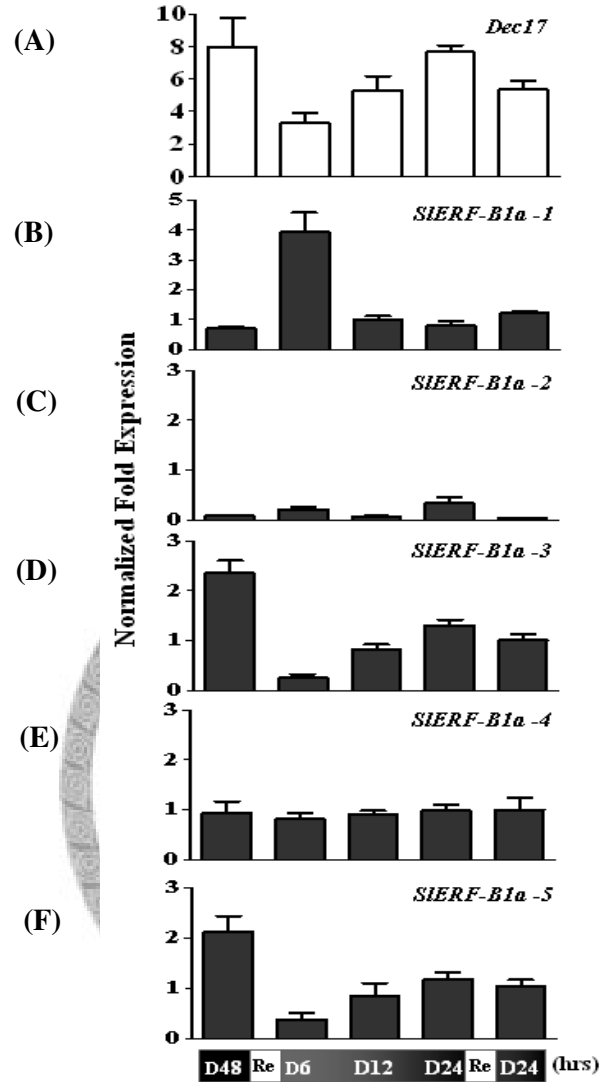 (A)
Dec17
10
8
6
4
2
0
(B)
SlERF-B1a -1
5
4
3
2
1
0
(C)
SlERF-B1a -2
3
2
1
0
Normalized Fold Expression
(D)
SlERF-B1a -3
3
2
1
0
(E)
SlERF-B1a -4
3
2
1
0
(F)
SlERF-B1a -5
3
2
1
0
D48 Re D6 D12 D24 Re D24 (hrs)